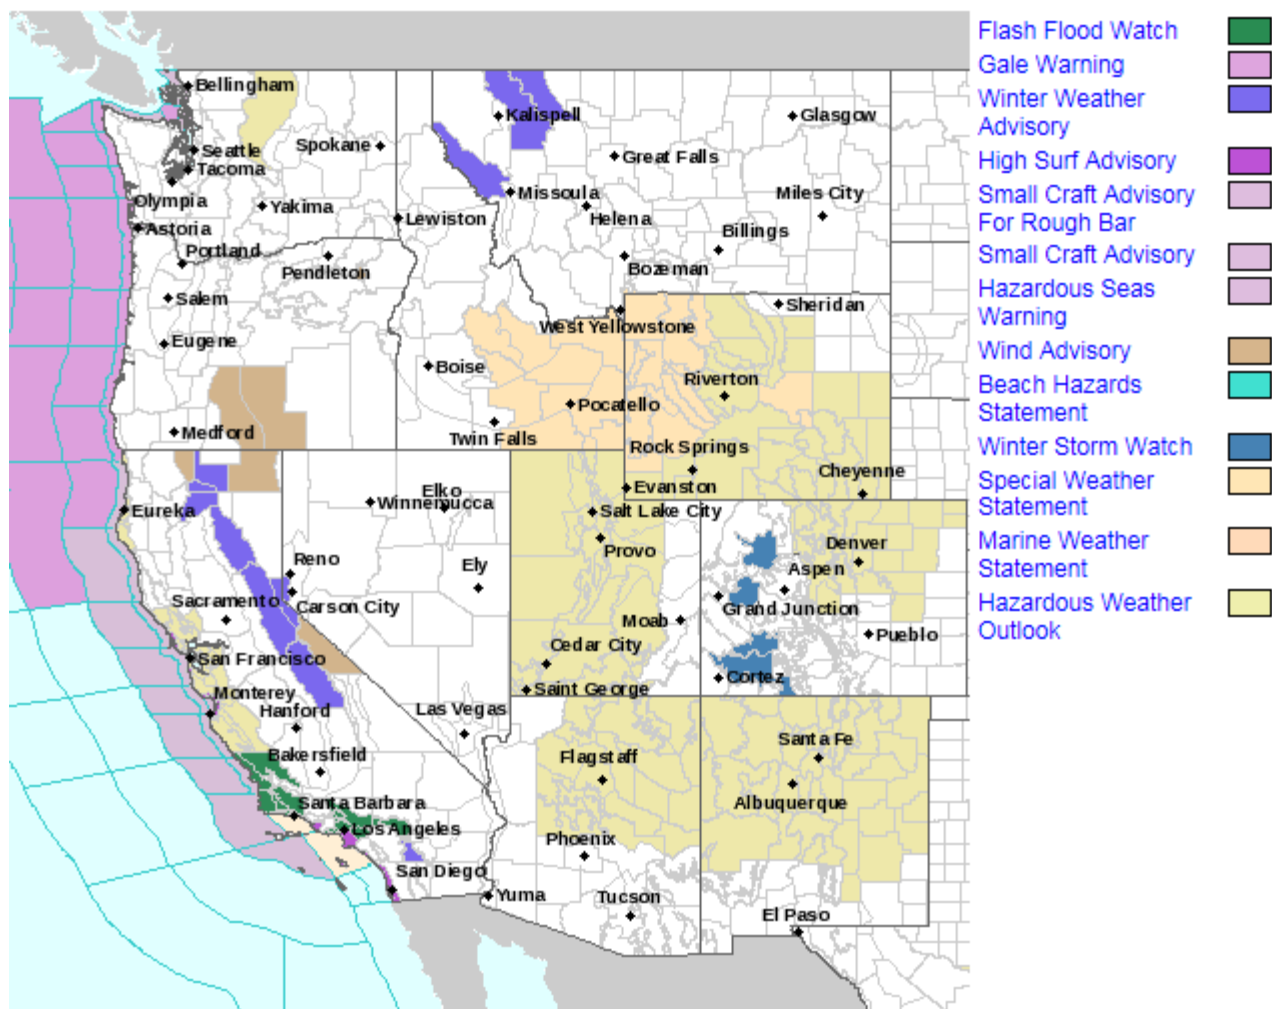 Bellingham
Seattle
Tacoma
Spokane
Olympia
Yakima
Astoria
Portland
Pendleton
Lewiston
Salem
Eugene
Medford
Kalispell
Glasgow
Great Falls
Missoula
Miles City
Helena
Billings
Bozeman
West Yellowstone
Sheridan
Boise
Riverton
Pocatello
Twin Falls
Rock Springs
Cheyenne
Evanston
Eureka
Elko
Winnemucca
Salt Lake City
Provo
Reno
Ely
Denver
Aspen
Sacramento
Carson City
Grand Junction
Moab
Pueblo
San Francisco
Cedar City
Cortez
Saint George
Monterey
Hanford
Las Vegas
Bakersfield
Flagstaff
Santa Fe
Santa Barbara
Albuquerque
Los Angeles
Phoenix
San Diego
Yuma
Tucson
El Paso
Flash Flood Watch
Gale Warning
Winter Weather
Advisory
High Surf Advisory
Small Craft Advisory
For Rough Bar
Small Craft Advisory
Hazardous Seas
Warning
Wind Advisory
Beach Hazards
Statement
Winter Storm Watch
Special Weather
Statement
Marine Weather
Statement
Hazardous Weather
Outlook